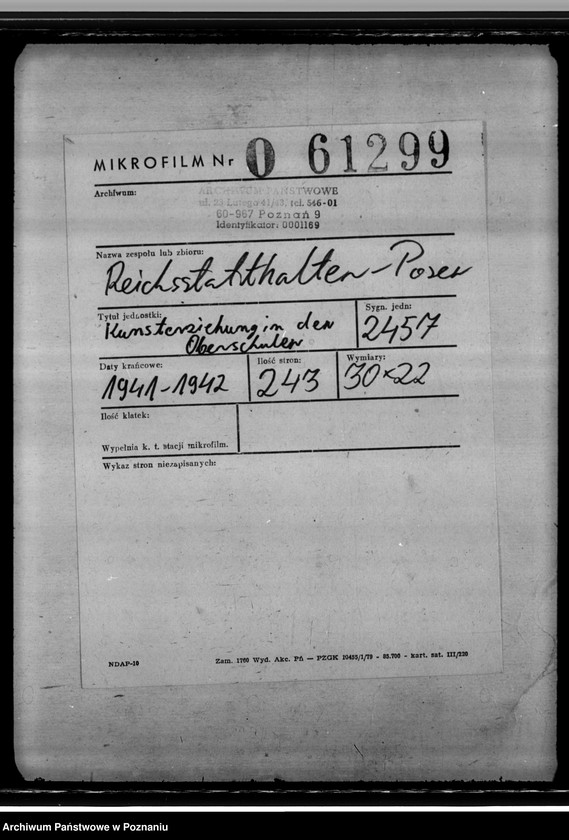 MIKROFILM Nr O 61299
Archiwum:
ARCHIWUM PAŃSTWOWE
ul. 23 Lutego 41/43, tel. 546-01
60-967 Poznań 9
Identyfikator: 0001169
Nazwa zespołu lub zbioru:
Reichsstatthalter - Posen
Tytuł jednostki:
Kunsterziehung in den
Oberschulen
Sygn. jedn:
2457
Daty krańcowe:
1941-1942
Ilość stron:
243
Wymiary:
30x22
Ilość klatek:
Wypełnia k. t. stacji mikrofilm.
Wykaz stron niezapisanych:
NDAP-10
Zam. 1760 Wyd. Akc. Pń — PZGK 10455/1/79 - 85.700 - kart. sat. III/220
Archiwum Państwowe w Poznaniu